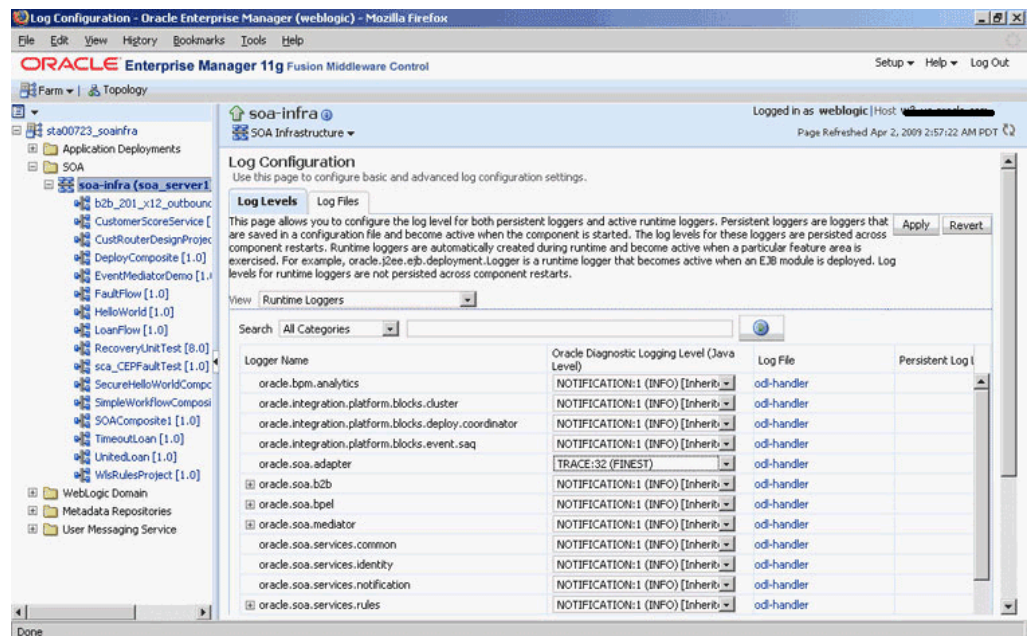 Log Configuration - Oracle Enterprise Manager (weblogic) - Mozilla Firefox
File Edit View History Bookmarks Tools Help
ORACLE Enterprise Manager 11g Fusion Middleware Control
Setup Help Log Out
Farm | Topology
sta00723_soainfra
Application Deployments
SOA
soa-infra (soa_server1
b2b_201_x12_outbound
CustomerScoreService [
CustRouterDesignProjec
DeployComposite [1.0]
EventMediatorDemo [1.
FaultFlow [1.0]
HelloWorld [1.0]
LoanFlow [1.0]
RecoveryUnitTest [8.0]
sca_CEPFaultTest [1.0]
SecureHelloWorldCompc
SimpleWorkflowComposi
SOAComposite1 [1.0]
TimeoutLoan [1.0]
UnitedLoan [1.0]
WlsRulesProject [1.0]
WebLogic Domain
Metadata Repositories
User Messaging Service
soa-infra
SOA Infrastructure
Logged in as weblogic|Host
Page Refreshed Apr 2, 2009 2:57:22 AM PDT
Log Configuration
Use this page to configure basic and advanced log configuration settings.
Log Levels Log Files
This page allows you to configure the log level for both persistent loggers and active runtime loggers. Persistent loggers are loggers that
are saved in a configuration file and become active when the component is started. The log levels for these loggers are persisted across
component restarts. Runtime loggers are automatically created during runtime and become active when a particular feature area is
exercised. For example, oracle.j2ee.ejb.deployment.Logger is a runtime logger that becomes active when an EJB module is deployed. Log
levels for runtime loggers are not persisted across component restarts.
Apply Revert
View Runtime Loggers
Search All Categories
Logger Name Oracle Diagnostic Logging Level (Java Level) Log File Persistent Log L
oracle.bpm.analytics NOTIFICATION:1 (INFO) [Inherit odl-handler
oracle.integration.platform.blocks.cluster NOTIFICATION:1 (INFO) [Inherit odl-handler
oracle.integration.platform.blocks.deploy.coordinator NOTIFICATION:1 (INFO) [Inherit odl-handler
oracle.integration.platform.blocks.event.saq NOTIFICATION:1 (INFO) [Inherit odl-handler
oracle.soa.adapter TRACE:32 (FINEST) odl-handler
oracle.soa.b2b NOTIFICATION:1 (INFO) [Inherit odl-handler
oracle.soa.bpel NOTIFICATION:1 (INFO) [Inherit odl-handler
oracle.soa.mediator NOTIFICATION:1 (INFO) [Inherit odl-handler
oracle.soa.services.common NOTIFICATION:1 (INFO) [Inherit odl-handler
oracle.soa.services.identity NOTIFICATION:1 (INFO) [Inherit odl-handler
oracle.soa.services.notification NOTIFICATION:1 (INFO) [Inherit odl-handler
oracle.soa.services.rules NOTIFICATION:1 (INFO) [Inherit odl-handler
Done